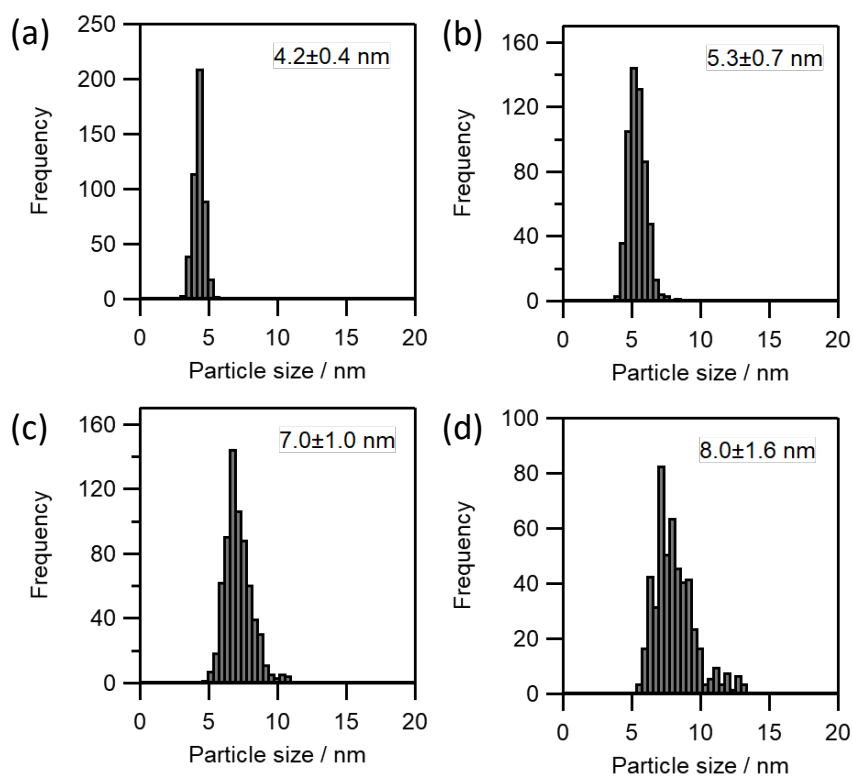 (a)
250
200
150
100
50
0
Frequency
4.2±0.4 nm
0 5 10 15 20
Particle size / nm
(b)
160
120
80
40
0
Frequency
5.3±0.7 nm
0 5 10 15 20
Particle size / nm
(c)
160
120
80
40
0
Frequency
7.0±1.0 nm
0 5 10 15 20
Particle size / nm
(d)
100
80
60
40
20
0
Frequency
8.0±1.6 nm
0 5 10 15 20
Particle size / nm